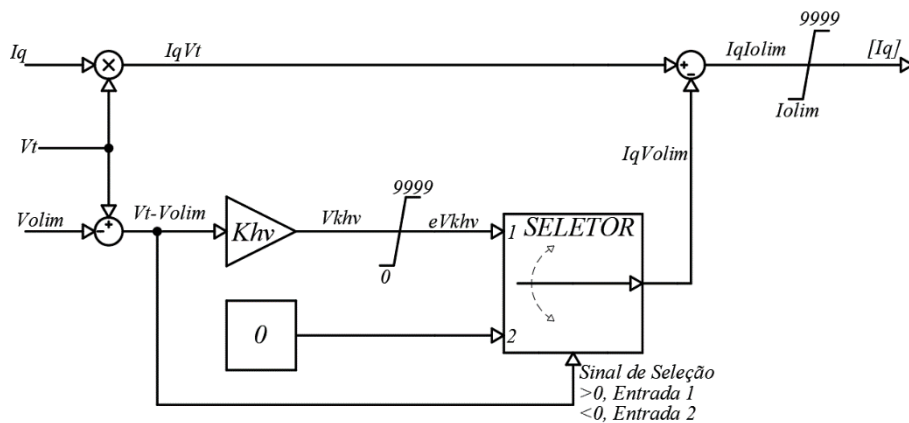 9999
Iq
IqVt
IqIolim
[Iq]
+
-
Iolim
Vt
IqVolim
9999
Volim
-
+
Vt-Volim
Khv
Vkhv
eVkhv
1
SELETOR
0
0
2
Sinal de Seleção
>0, Entrada 1
<0, Entrada 2